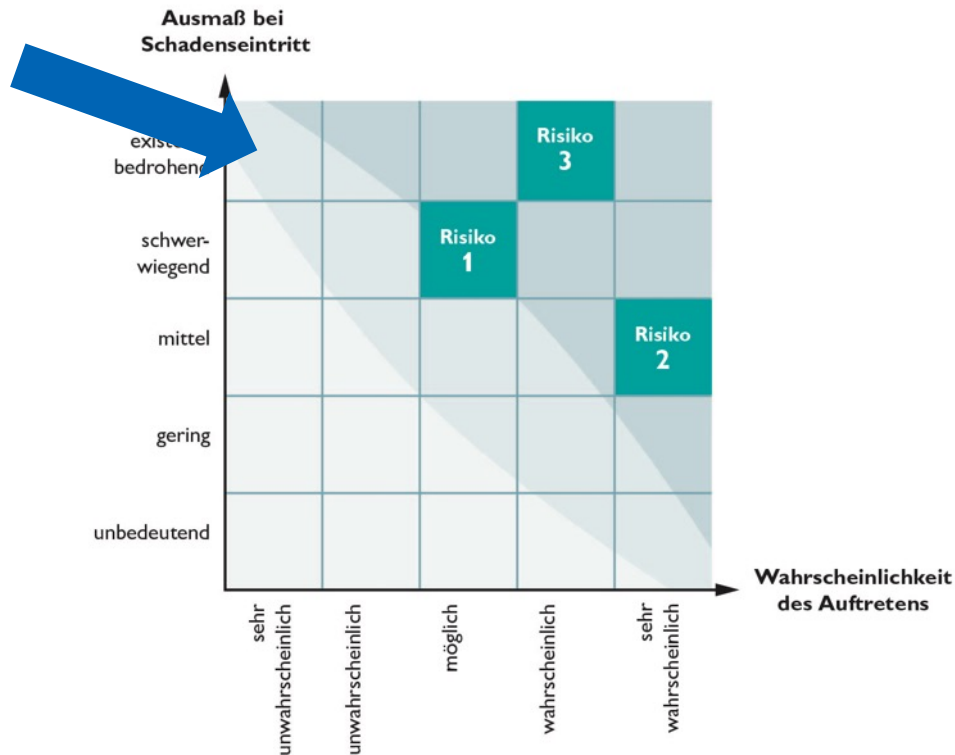 Ausmaß bei
Schadenseintritt
bedrohend
schwer-
wiegend
mittel
gering
unbedeutend
Risiko
3
Risiko
1
Risiko
2
Wahrscheinlichkeit
des Auftretens
sehr
unwahrscheinlich
unwahrscheinlich
möglich
wahrscheinlich
sehr
wahrscheinlich